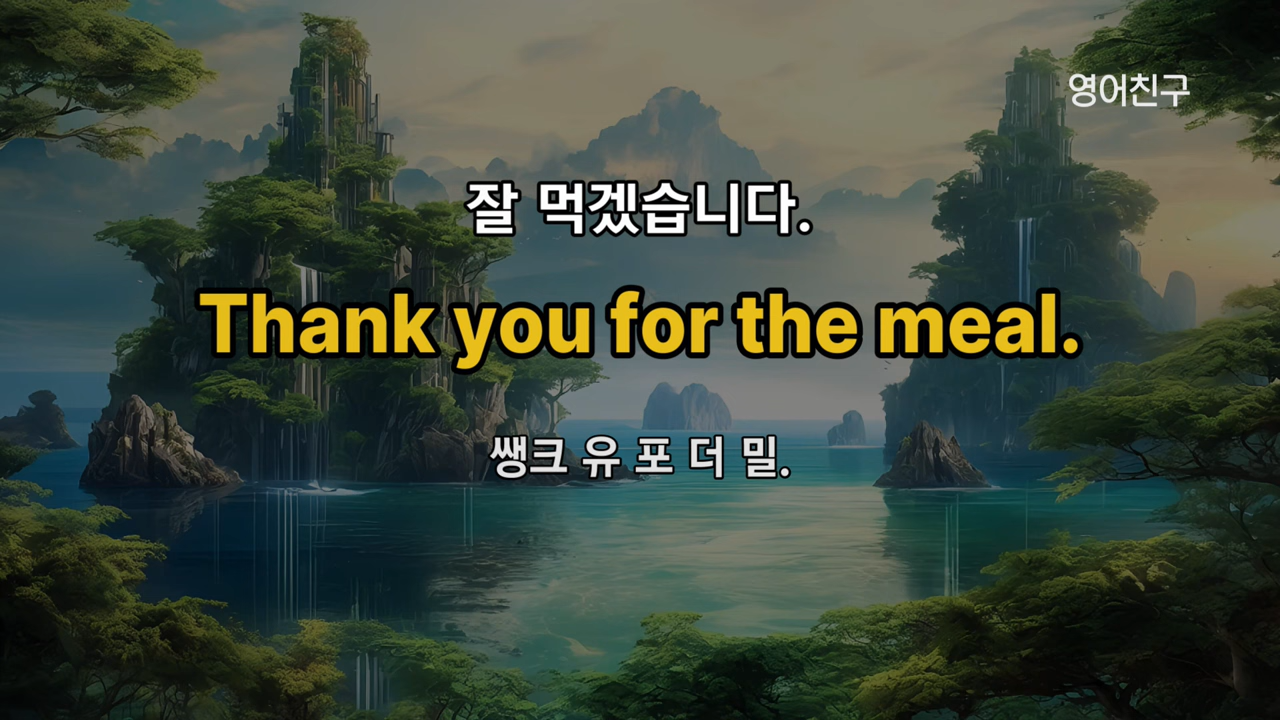 영어친구
잘 먹겠습니다.
Thank you for the meal.
쌩크 유 포 더 밀.